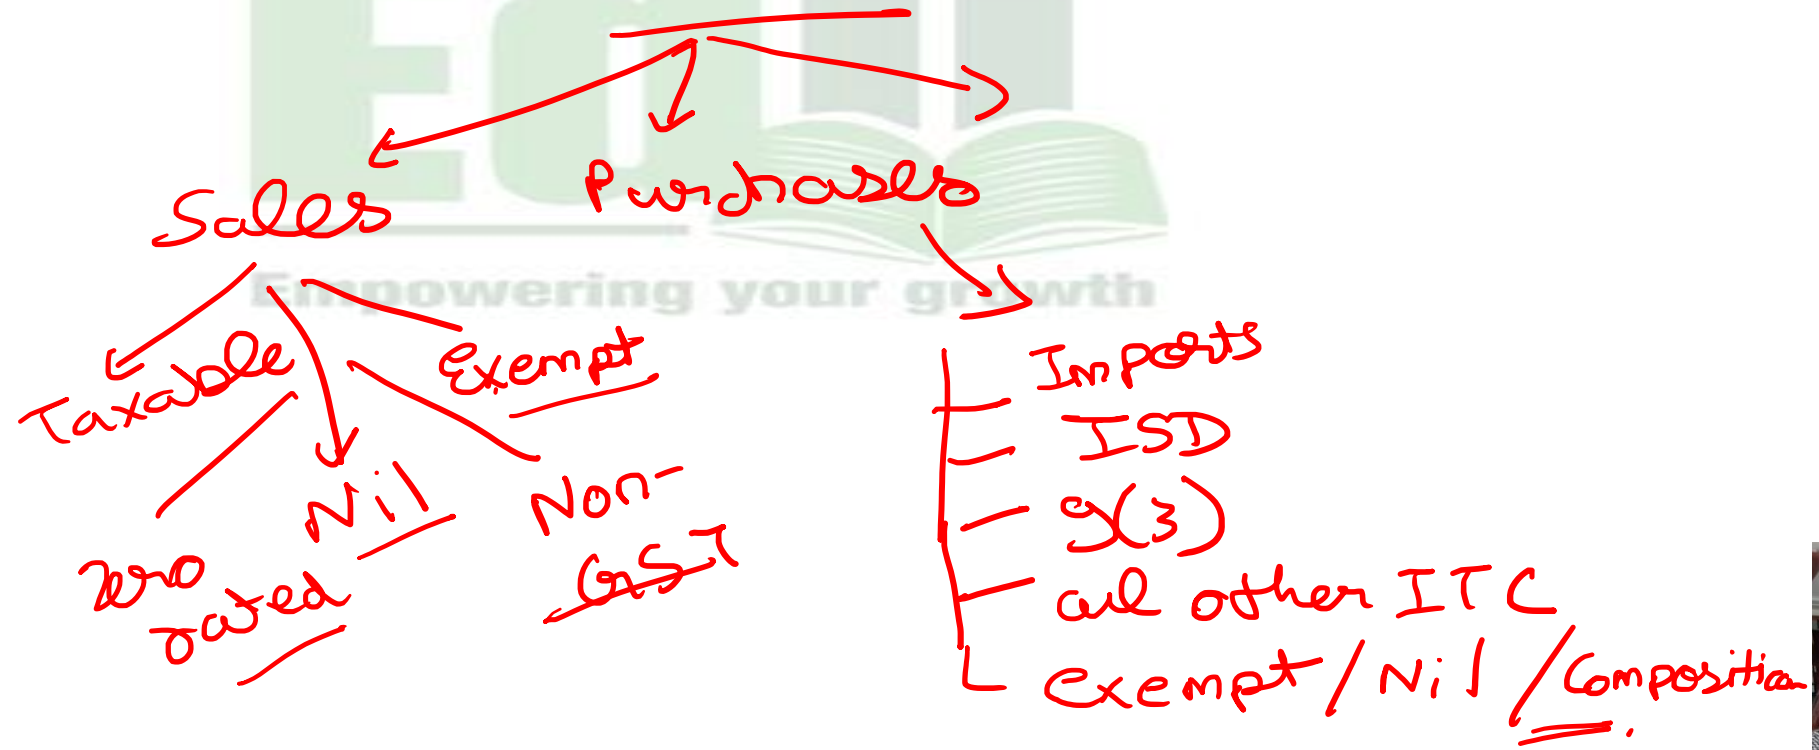 Sales
Purchases
Empowering your growth
Taxable
Exempt
Nil
Non-
GST
Zero
rated
Imports
ISD
9(3)
all other ITC
exempt/Nil/Composition